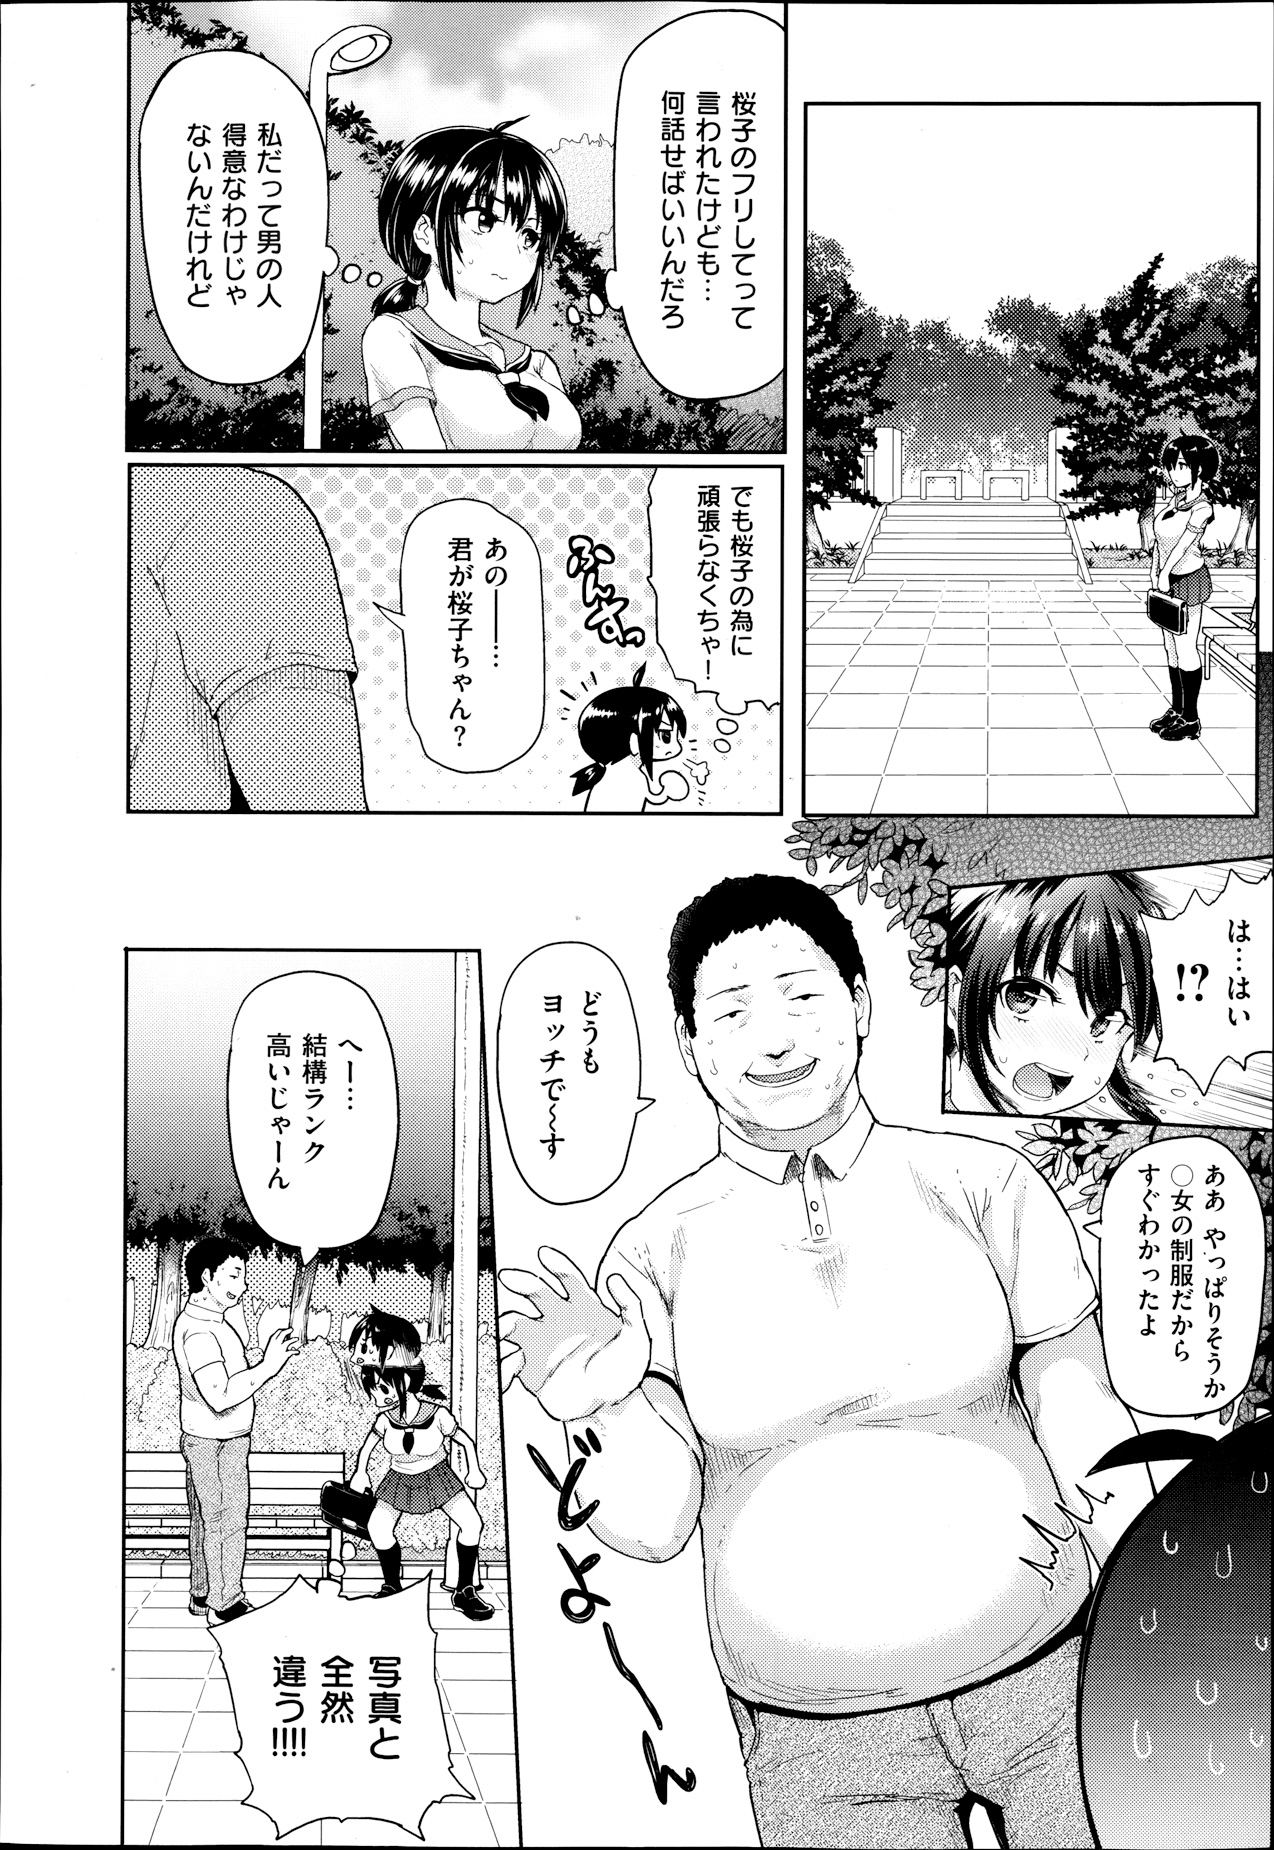 桜子のフリしてって
言われたけども…
何話せばいいんだろ
私だって男の人
得意なわけじゃ
ないんだけれど
でも桜子の為に
頑張らなくちゃ！
ふんすっ
あの――…
君が桜子ちゃん？
は…はい
!?
ああ やっぱりそうか
〇女の制服だから
すぐわかったよ
どうも
ヨッチで～す
どよーん
へー…
結構ランク
高いじゃーん
写真と
全然
違う!!!!